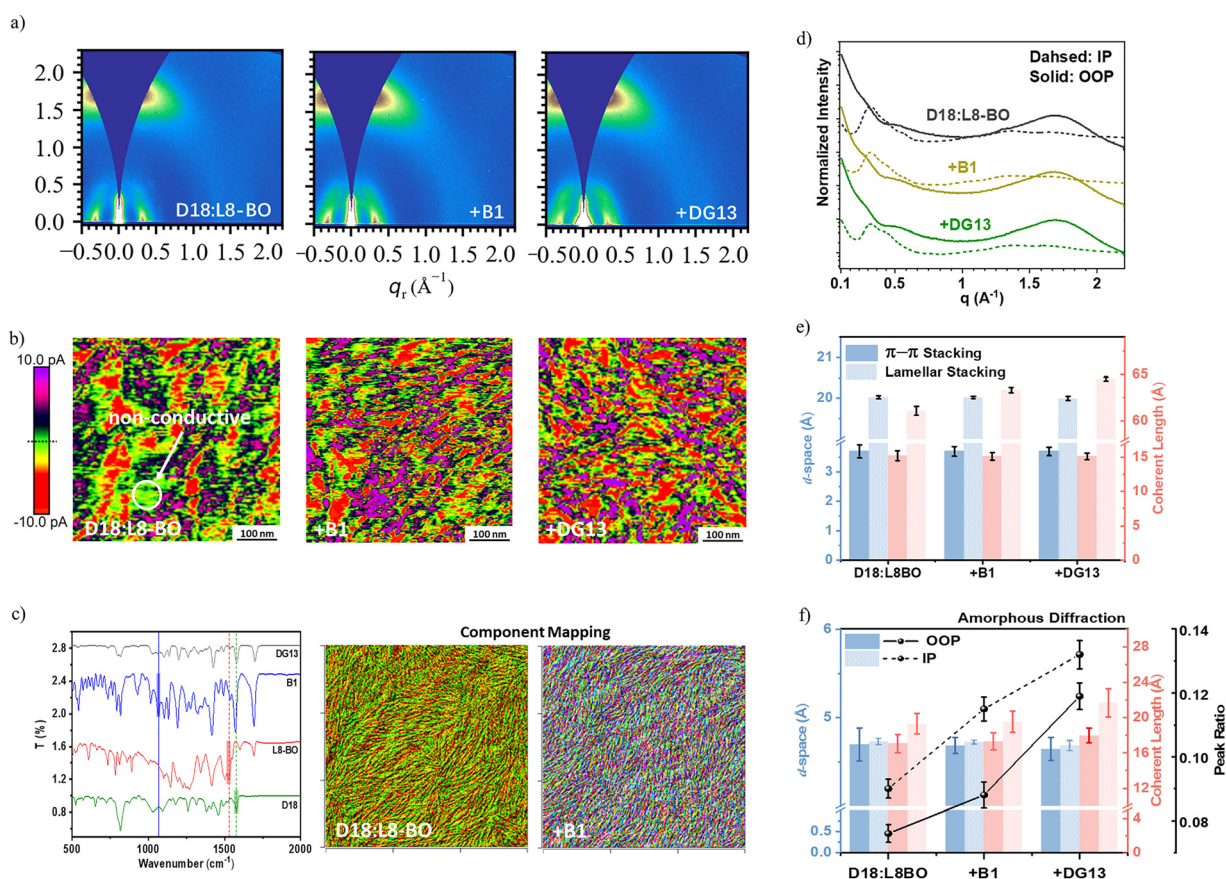 a)
2.0
1.5
1.0
0.5
0.0
D18:L8-BO
+B1
+DG13
−0.5 0.0 0.5 1.0 1.5 2.0
−0.5 0.0 0.5 1.0 1.5 2.0
−0.5 0.0 0.5 1.0 1.5 2.0
qr (Å−1)
b)
10.0 pA
-10.0 pA
non-conductive
D18:L8-BO
100 nm
+B1
100 nm
+DG13
100 nm
c)
T (%)
2.8
2.4
2.0
1.6
1.2
0.8
DG13
B1
L8-BO
D18
500 1000 1500 2000
Wavenumber (cm-1)
Component Mapping
D18:L8-BO
+B1
d)
Normalized Intensity
Dahsed: IP
Solid: OOP
D18:L8-BO
+B1
+DG13
0.1 0.5 1 1.5 2
q (A-1)
e)
d-space (Å)
21
20
3
2
1
0
π−π Stacking
Lamellar Stacking
65
60
15
10
5
0
Coherent Length (Å)
D18:L8BO +B1 +DG13
f)
Amorphous Diffraction
d-space (Å)
6
5
0.5
0.0
OOP
IP
28
24
20
16
12
4
2
0
Coherent Length (Å)
0.14
0.12
0.10
0.08
Peak Ratio
D18:L8BO +B1 +DG13